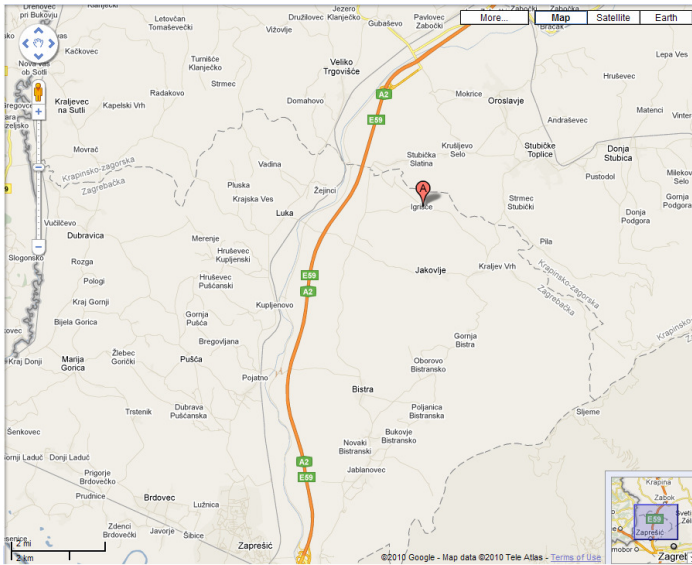 Drenovec
pri Bukovju
Letovčan
Tomaševečki
Jezero
Klanječko
Družilovec
Vižovlje
Gubaševo
Pavlovec
Zabočki
More...
Map
Satellite
Earth
Kačkovec
Nova vas
ob Sotli
Turnišće
Klanječko
Strmec
Veliko
Trgovišće
Lepa Ves
Hruševec
Kraljevec
na Sutli
Kapelski Vrh
Radakovo
Domahovo
A2
E59
Mokrice
Oroslavje
Andraševec
Matenci
Movrač
Krapinsko-zagorska
Zagrebačka
Vadina
Stubička
Slatina
Krušljevo
Selo
Stubičke
Toplice
Donja
Stubica
Pluska
Krajska Ves
Žejinci
Luka
A
Igrišće
Strmec
Stubički
Pustodol
Milekovo
Selo
Gornja
Podgora
Donja
Podgora
Vučilčevo
Dubravica
Merenje
Hruševec
Kupljenski
Pila
Slogonsko
Rozga
Pologi
Hruševec
Pušćanski
E59
A2
Jakovlje
Kraljev Vrh
Krapinsko-zagorska
Zagrebačka
Kraj Gornji
Kupljenovo
Bijela Gorica
Gornja
Pušća
Bregovljana
Gornja
Bistra
Kraj Donji
Marija
Gorica
Žlebec
Gorički
Pušća
Pojatno
Oborovo
Bistransko
Bistra
Trstenik
Dubrava
Pušćanska
Poljanica
Bistranska
Sljeme
Šenkovec
Bukovje
Bistransko
Novaki
Bistranski
Jablanovec
Donji Laduč
Prigorje
Brdovečko
Prudnice
Brdovec
Lužnica
A2
E59
Zdenci
Brdovečki
Javorje
Šibice
Zaprešić
2 mi
2 km
Krapina
Zabok
E59
Zaprešić
©2010 Google - Map data ©2010 Tele Atlas - Terms of Use